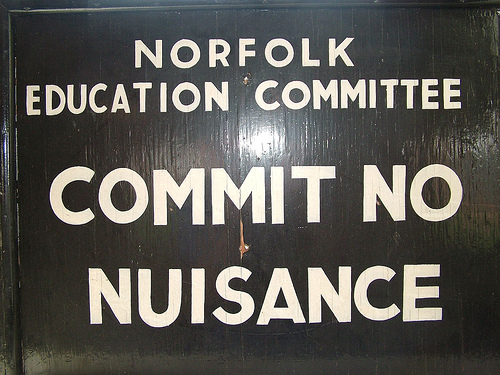 NORFOLK
EDUCATION COMMITTEE
COMMIT NO
NUISANCE